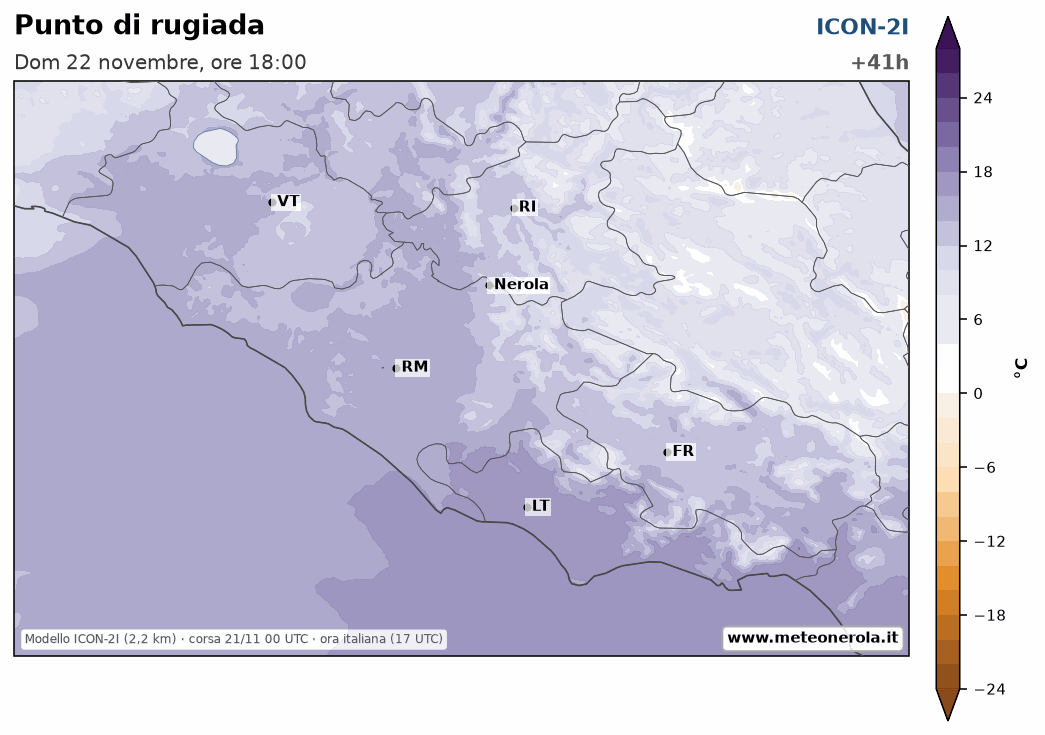 Punto di rugiada
ICON-2I
Dom 22 novembre, ore 18:00
+41h
24
18
12
6
0
−6
−12
−18
−24
°C
VT
RI
Nerola
RM
FR
LT
Modello ICON-2I (2,2 km) · corsa 21/11 00 UTC · ora italiana (17 UTC)
www.meteonerola.it